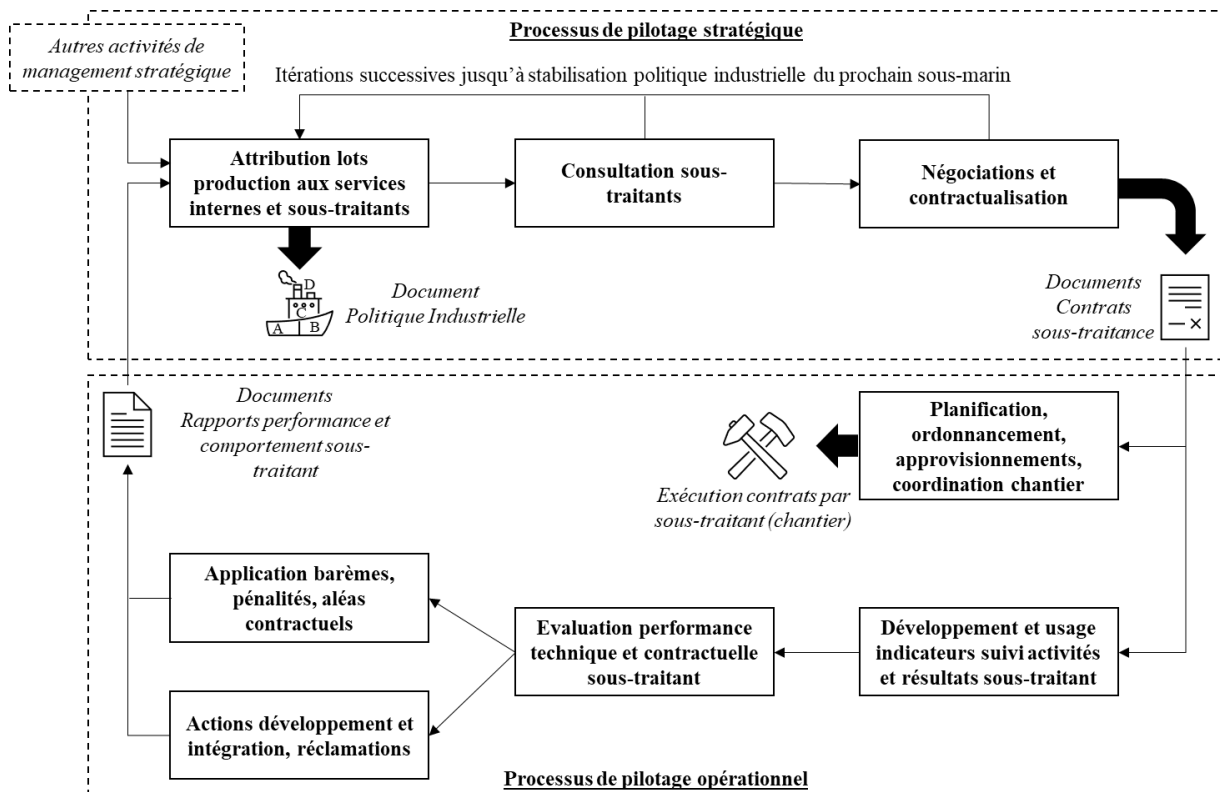 Processus de pilotage stratégique
Autres activités de
management stratégique
Itérations successives jusqu'à stabilisation politique industrielle du prochain sous-marin
Attribution lots
production aux services
internes et sous-traitants
Consultation sous-
traitants
Négociations et
contractualisation
D
C
A B
Document
Politique Industrielle
Documents
Contrats
sous-traitance
Documents
Rapports performance et
comportement sous-
traitant
Planification,
ordonnancement,
approvisionnements,
coordination chantier
Exécution contrats par
sous-traitant (chantier)
Application barèmes,
pénalités, aléas
contractuels
Evaluation performance
technique et contractuelle
sous-traitant
Développement et usage
indicateurs suivi activités
et résultats sous-traitant
Actions développement et
intégration, réclamations
Processus de pilotage opérationnel